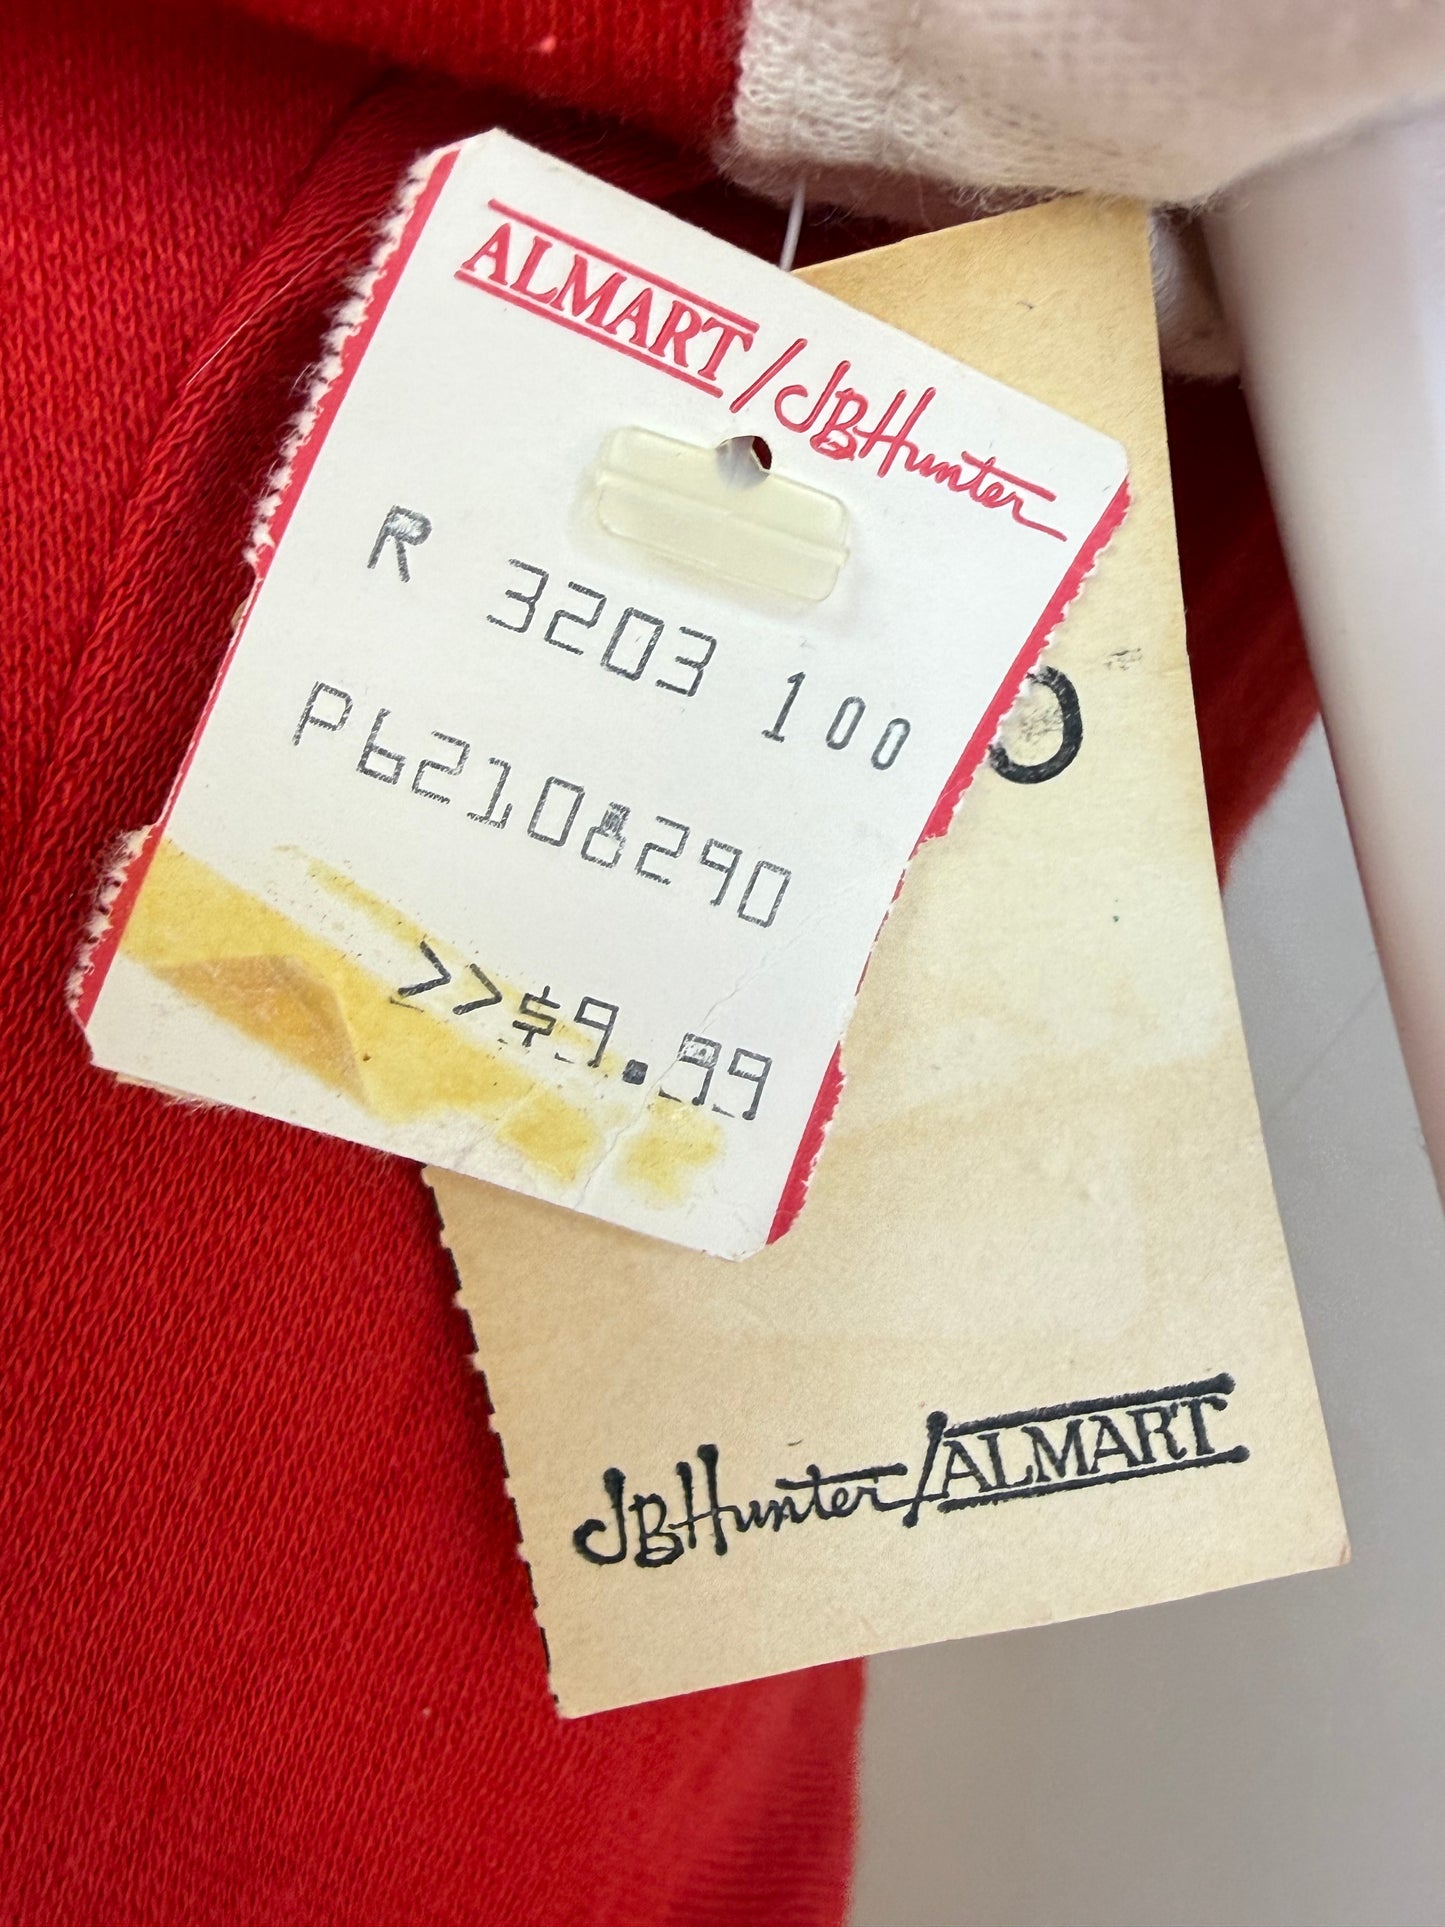 ALMART/JBHunter
R 3203 100
P62108290
>>$9.99
JBHunter/ALMART